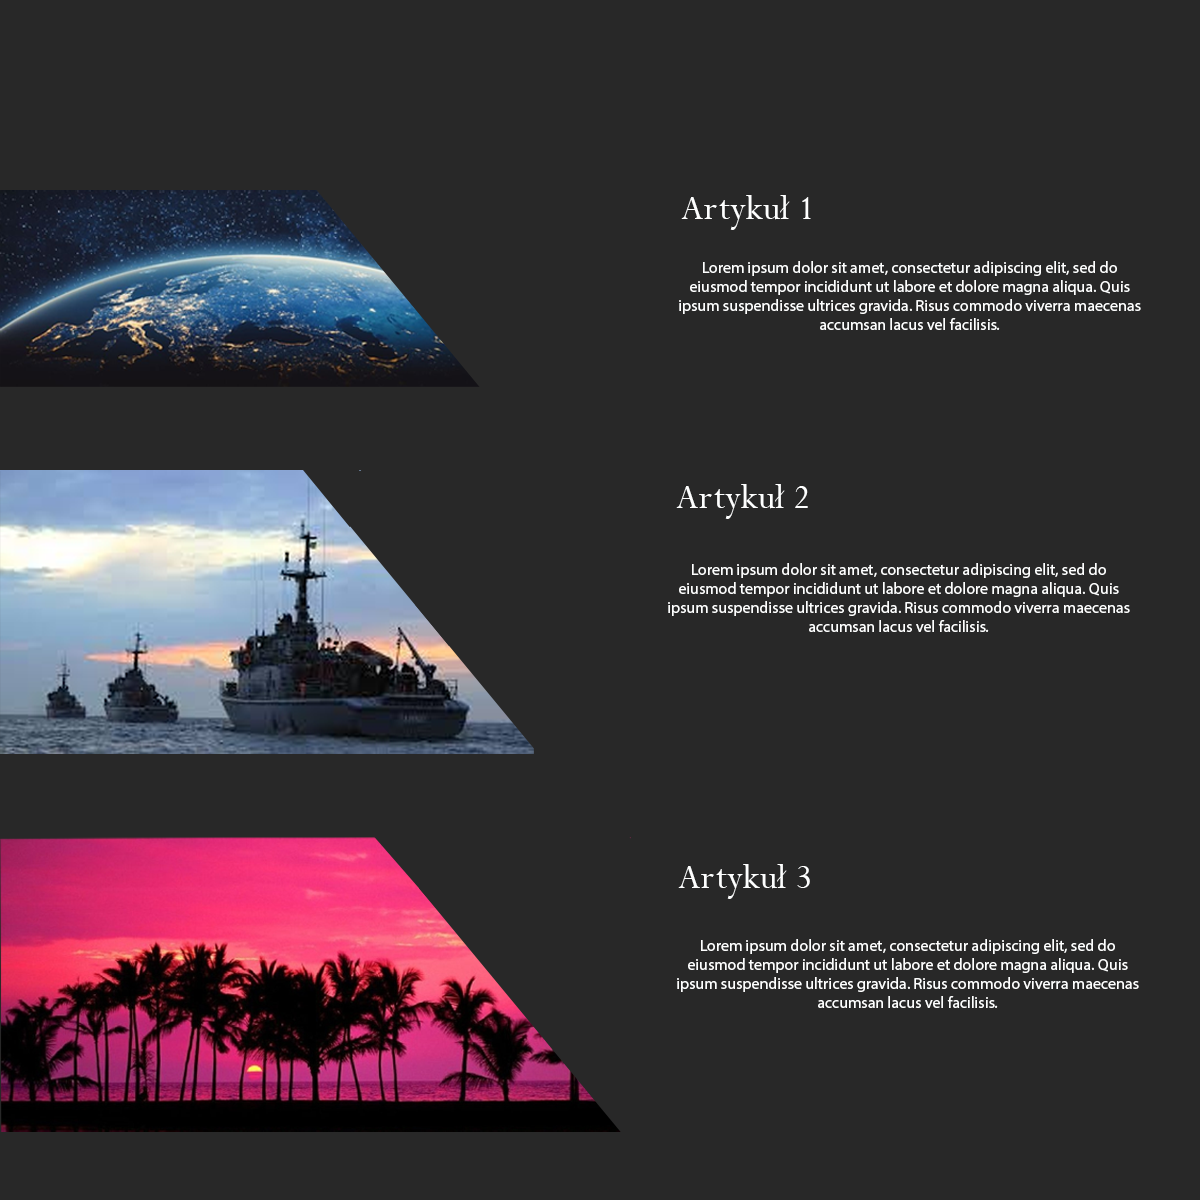 Artykuł 1
Lorem ipsum dolor sit amet, consectetur adipiscing elit, sed do
eiusmod tempor incididunt ut labore et dolore magna aliqua. Quis
ipsum suspendisse ultrices gravida. Risus commodo viverra maecenas
accumsan lacus vel facilisis.
Artykuł 2
Lorem ipsum dolor sit amet, consectetur adipiscing elit, sed do
eiusmod tempor incididunt ut labore et dolore magna aliqua. Quis
ipsum suspendisse ultrices gravida. Risus commodo viverra maecenas
accumsan lacus vel facilisis.
Artykuł 3
Lorem ipsum dolor sit amet, consectetur adipiscing elit, sed do
eiusmod tempor incididunt ut labore et dolore magna aliqua. Quis
ipsum suspendisse ultrices gravida. Risus commodo viverra maecenas
accumsan lacus vel facilisis.